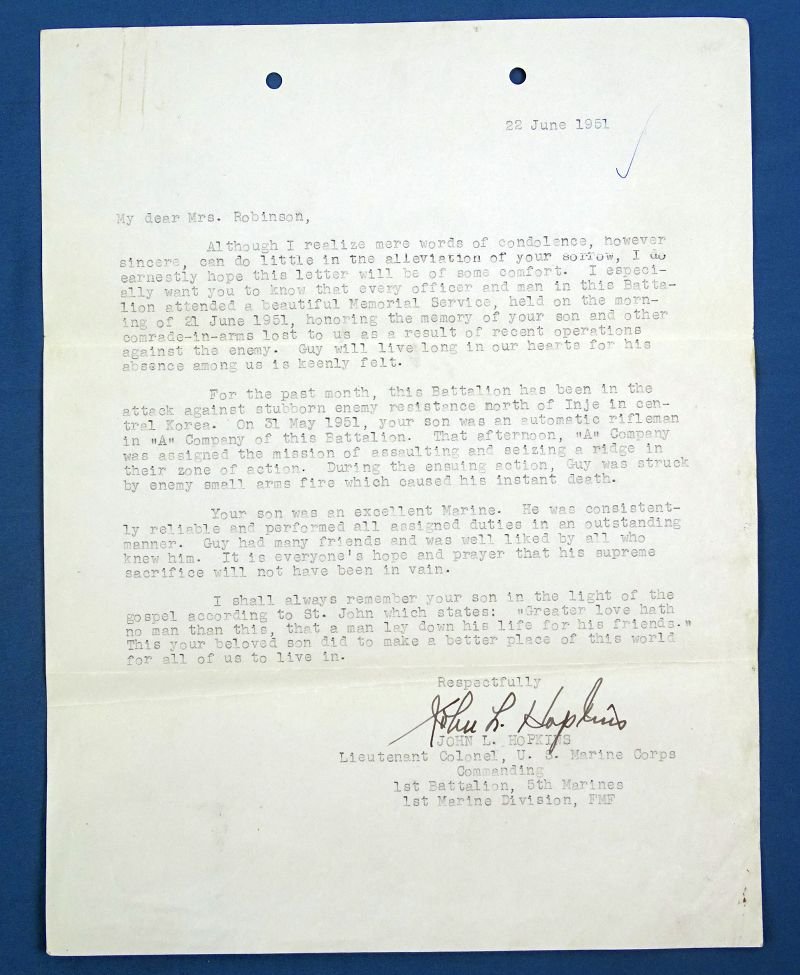 22 June 1951
My dear Mrs. Robinson,
Although I realize mere words of condolence, however
sincere, can do little in the alleviation of your sorrow, I do
earnestly hope this letter will be of some comfort. I especi-
ally want you to know that every officer and man in this Batta-
lion attended a beautiful Memorial Service, held on the morn-
ing of 21 June 1951, honoring the memory of your son and other
comrade-in-arms lost to us as a result of recent operations
against the enemy. Guy will live long in our hearts for his
absence among us is keenly felt.
For the past month, this Battalion has been in the
attack against stubborn enemy resistance north of Inje in cen-
tral Korea. On 31 May 1951, your son was an automatic rifleman
in "A" Company of this Battalion. That afternoon, "A" Company
was assigned the mission of assaulting and seizing a ridge in
their zone of action. During the ensuing action, Guy was struck
by enemy small arms fire which caused his instant death.
Your son was an excellent Marine. He was consistent-
ly reliable and performed all assigned duties in an outstanding
manner. Guy had many friends and was well liked by all who
knew him. It is everyone's hope and prayer that his supreme
sacrifice will not have been in vain.
I shall always remember your son in the light of the
gospel according to St. John which states: "Greater love hath
no man than this, that a man lay down his life for his friends."
This your beloved son did to make a better place of this world
for all of us to live in.
Respectfully
John L. Hopkins
JOHN L. HOPKINS
Lieutenant Colonel, U. S. Marine Corps
Commanding
1st Battalion, 5th Marines
1st Marine Division, FMF